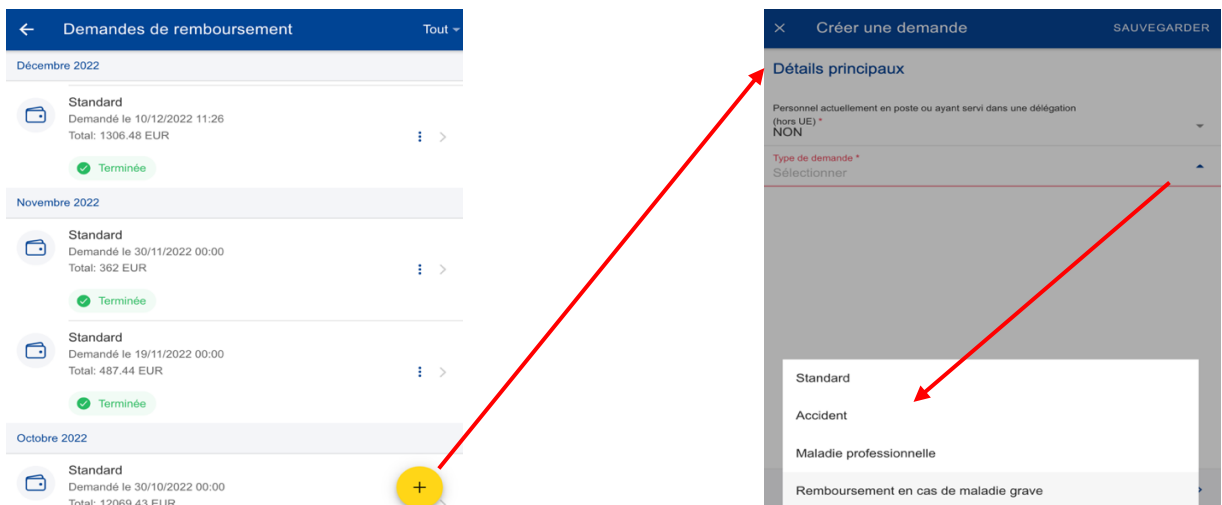 Demandes de remboursement
Tout
Décembre 2022
Standard
Demandé le 10/12/2022 11:26
Total: 1306.48 EUR
Terminée
Novembre 2022
Standard
Demandé le 30/11/2022 00:00
Total: 362 EUR
Terminée
Standard
Demandé le 19/11/2022 00:00
Total: 487.44 EUR
Terminée
Octobre 2022
Standard
Demandé le 30/10/2022 00:00
Total: 12069.43 EUR
Créer une demande
SAUVEGARDER
Détails principaux
Personnel actuellement en poste ou ayant servi dans une délégation
(hors UE) *
NON
Type de demande *
Sélectionner
Standard
Accident
Maladie professionnelle
Remboursement en cas de maladie grave